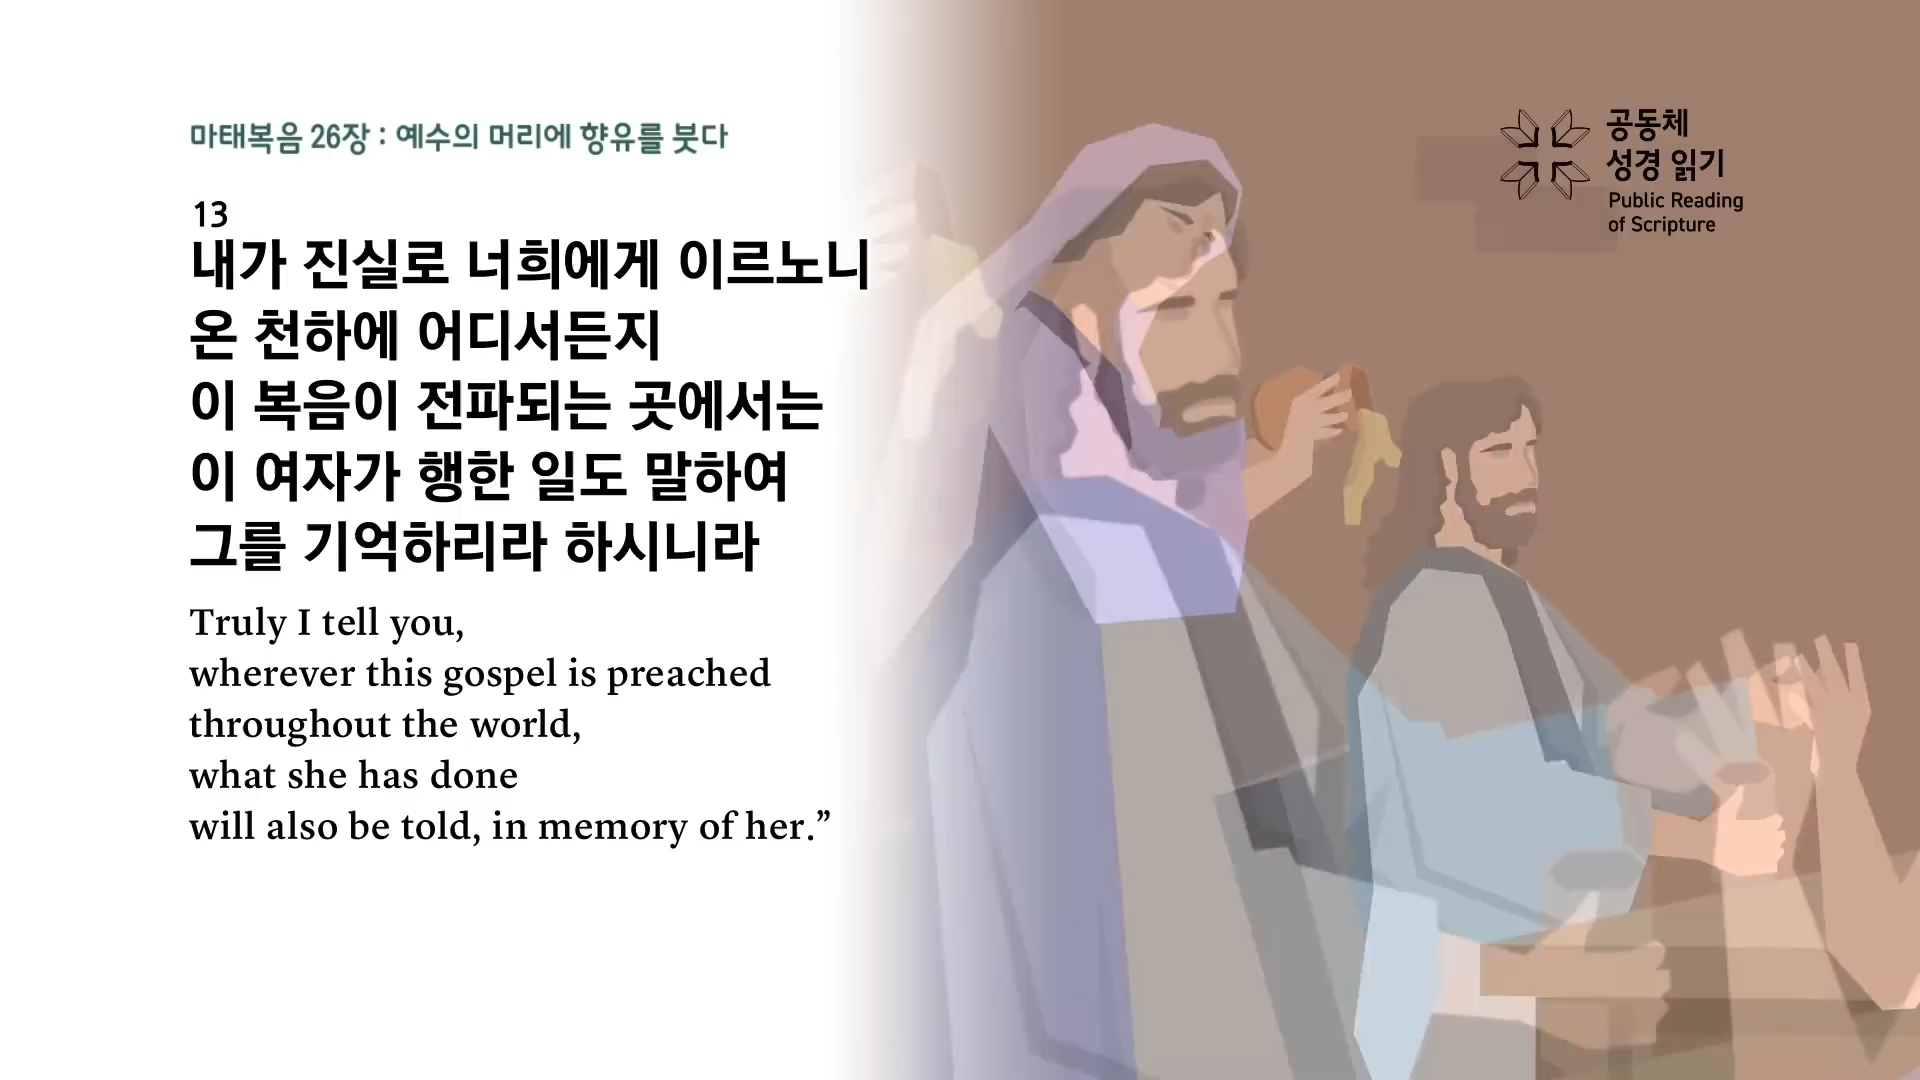 마태복음 26장 : 예수의 머리에 향유를 붓다
13
내가 진실로 너희에게 이르노니
온 천하에 어디서든지
이 복음이 전파되는 곳에서는
이 여자가 행한 일도 말하여
그를 기억하리라 하시니라
Truly I tell you,
wherever this gospel is preached
throughout the world,
what she has done
will also be told, in memory of her.”
공동체
성경 읽기
Public Reading
of Scripture